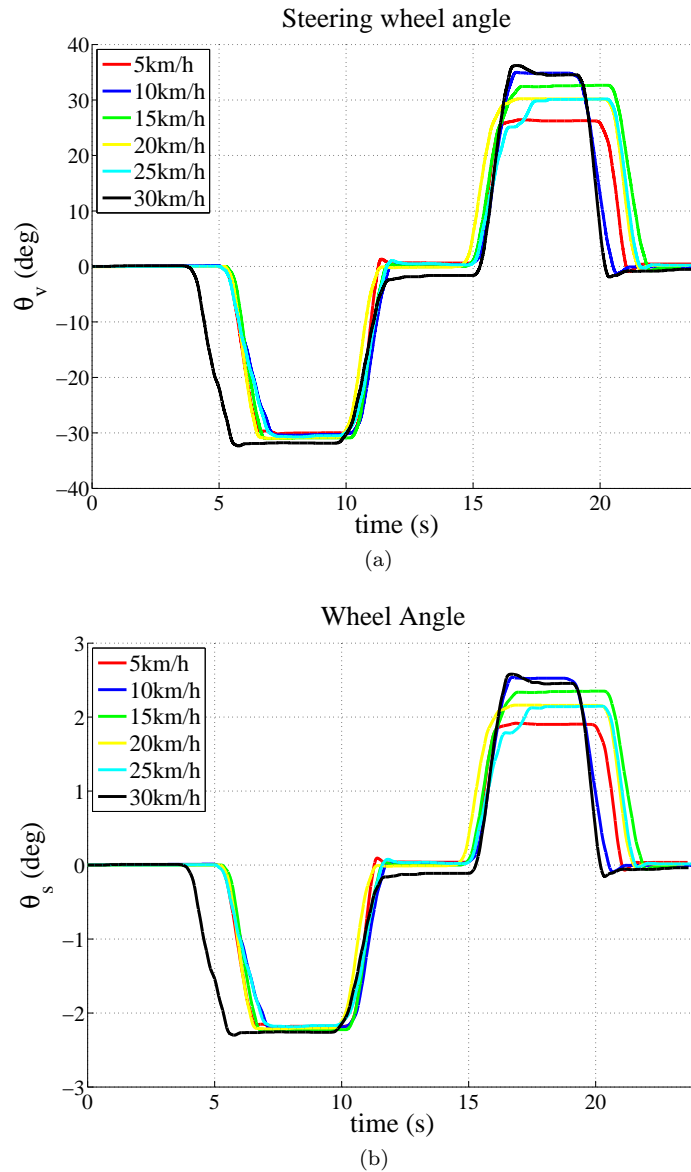 Steering wheel angle
40
30
20
10
0
−10
−20
−30
−40
θ_v (deg)
5km/h
10km/h
15km/h
20km/h
25km/h
30km/h
0 5 10 15 20
time (s)
(a)
Wheel Angle
3
2
1
0
−1
−2
−3
θ_s (deg)
5km/h
10km/h
15km/h
20km/h
25km/h
30km/h
0 5 10 15 20
time (s)
(b)